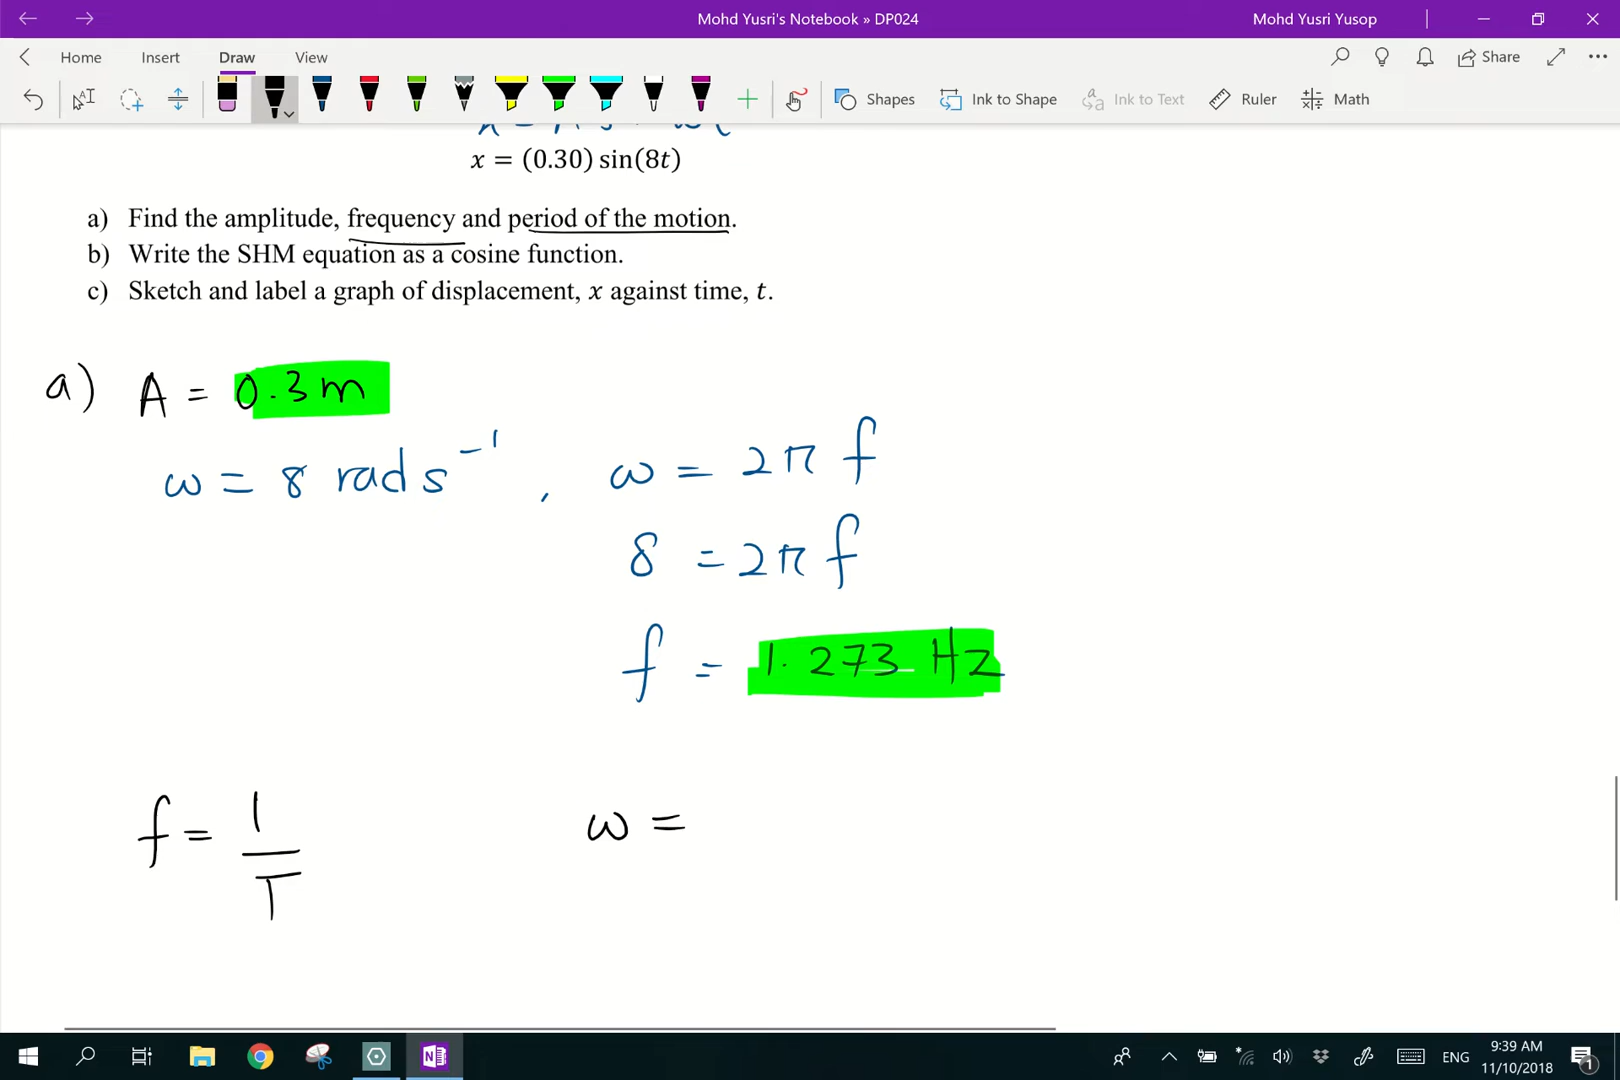 Mohd Yusri's Notebook » DP024
Mohd Yusri Yusop
Home Insert Draw View
Share
Shapes Ink to Shape Ink to Text Ruler Math
x = (0.30) sin(8t)
a) Find the amplitude, frequency and period of the motion.
b) Write the SHM equation as a cosine function.
c) Sketch and label a graph of displacement, x against time, t.
a) A = 0.3 m
ω = 8 rad s⁻¹ , ω = 2π f
8 = 2π f
f = 1.273 Hz
f = 1/T ω =
ENG
9:39 AM
11/10/2018
1